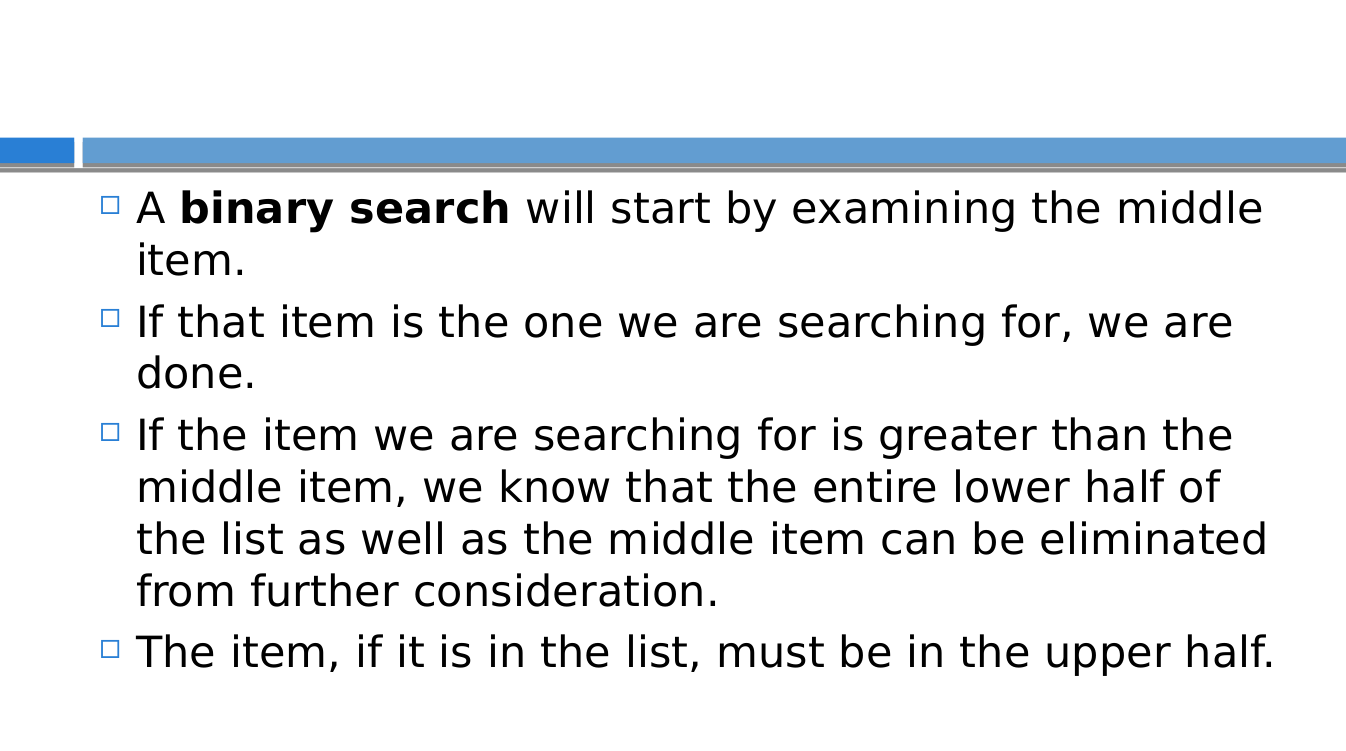 A binary search will start by examining the middle
item.
If that item is the one we are searching for, we are
done.
If the item we are searching for is greater than the
middle item, we know that the entire lower half of
the list as well as the middle item can be eliminated
from further consideration.
The item, if it is in the list, must be in the upper half.